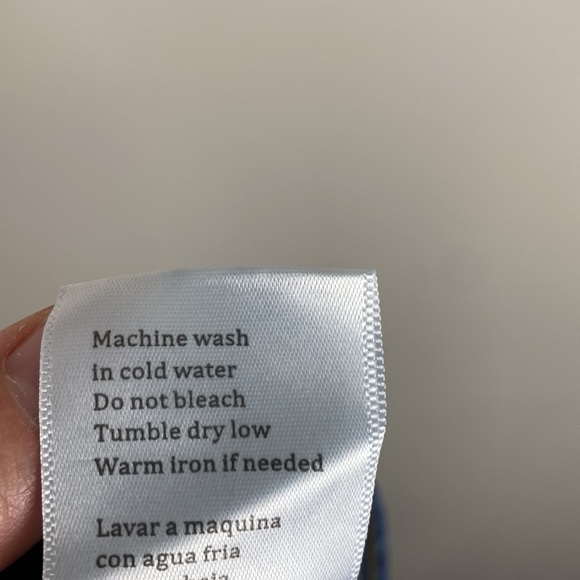 Machine wash
in cold water
Do not bleach
Tumble dry low
Warm iron if needed
Lavar a maquina
con agua fria